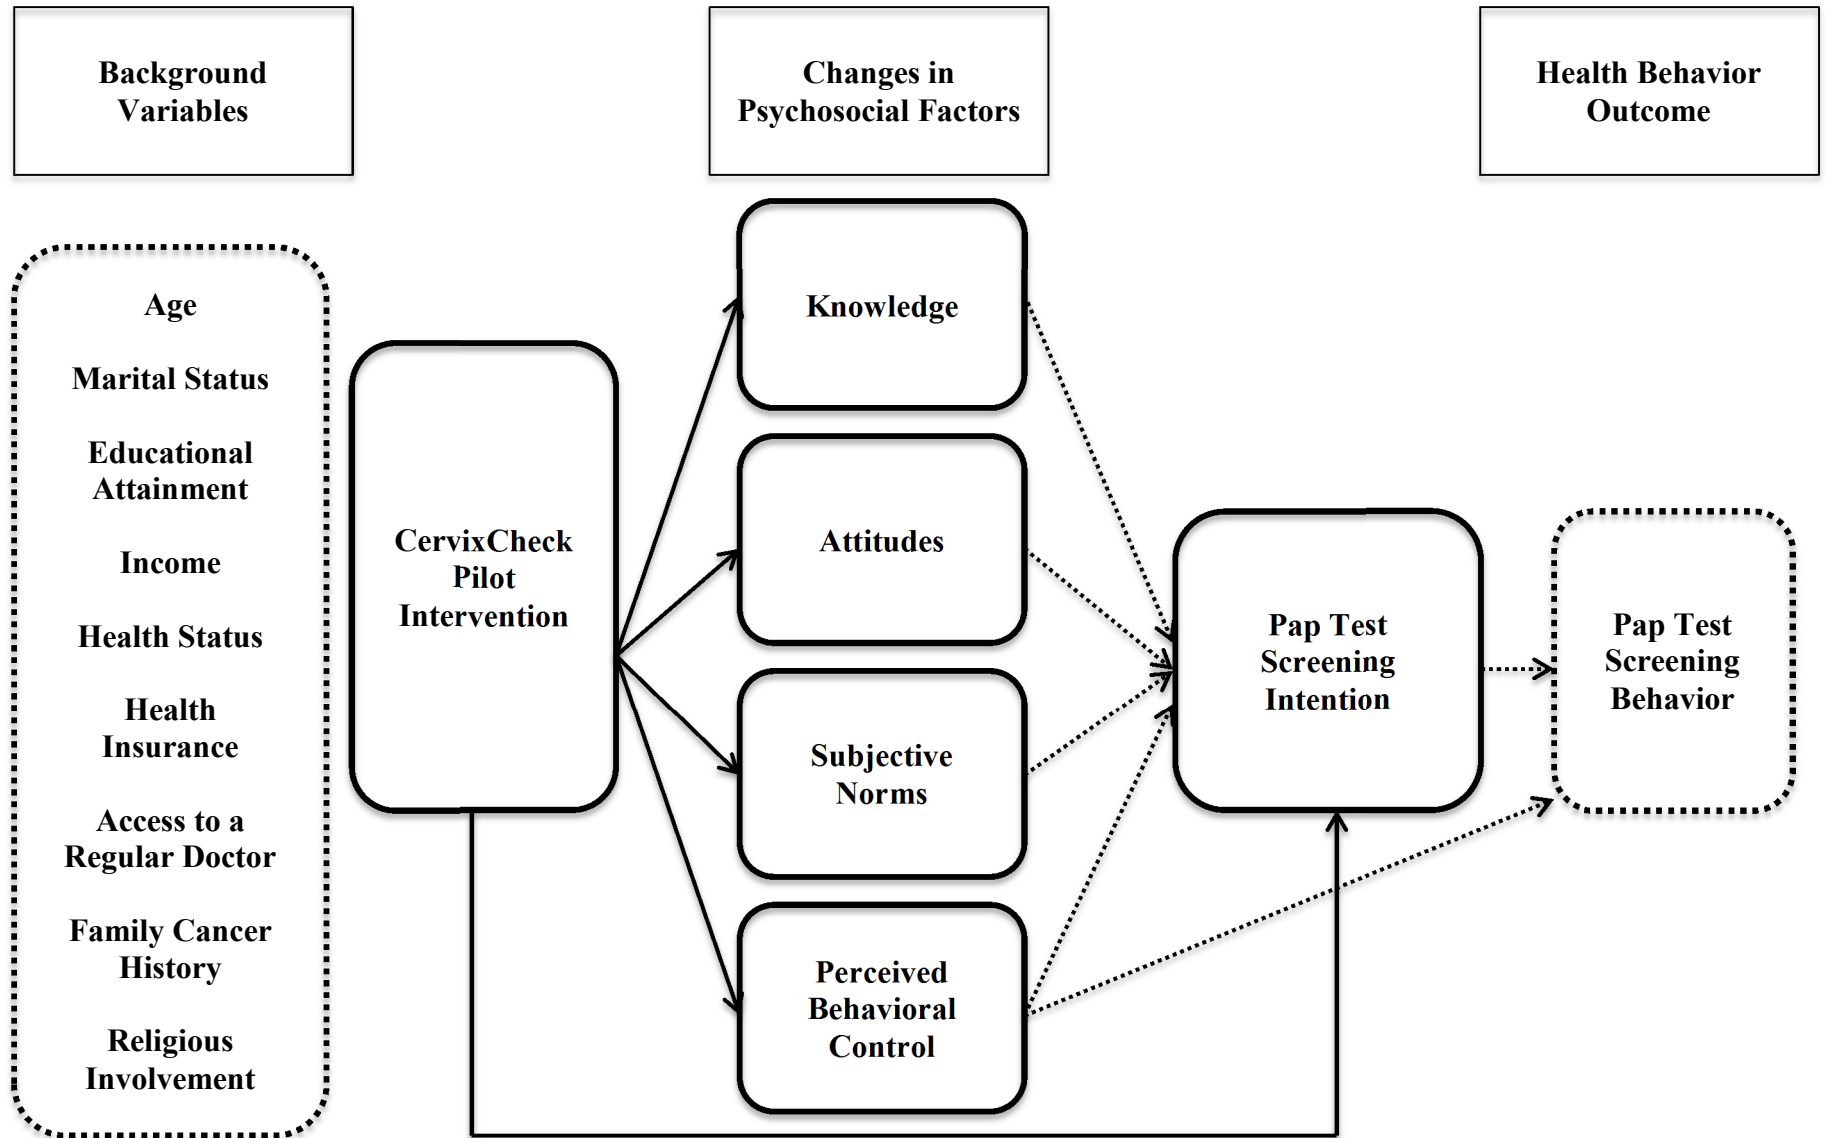 Background
Variables
Changes in
Psychosocial Factors
Health Behavior
Outcome
Age
Marital Status
Educational
Attainment
Income
Health Status
Health
Insurance
Access to a
Regular Doctor
Family Cancer
History
Religious
Involvement
CervixCheck
Pilot
Intervention
Knowledge
Attitudes
Subjective
Norms
Perceived
Behavioral
Control
Pap Test
Screening
Intention
Pap Test
Screening
Behavior